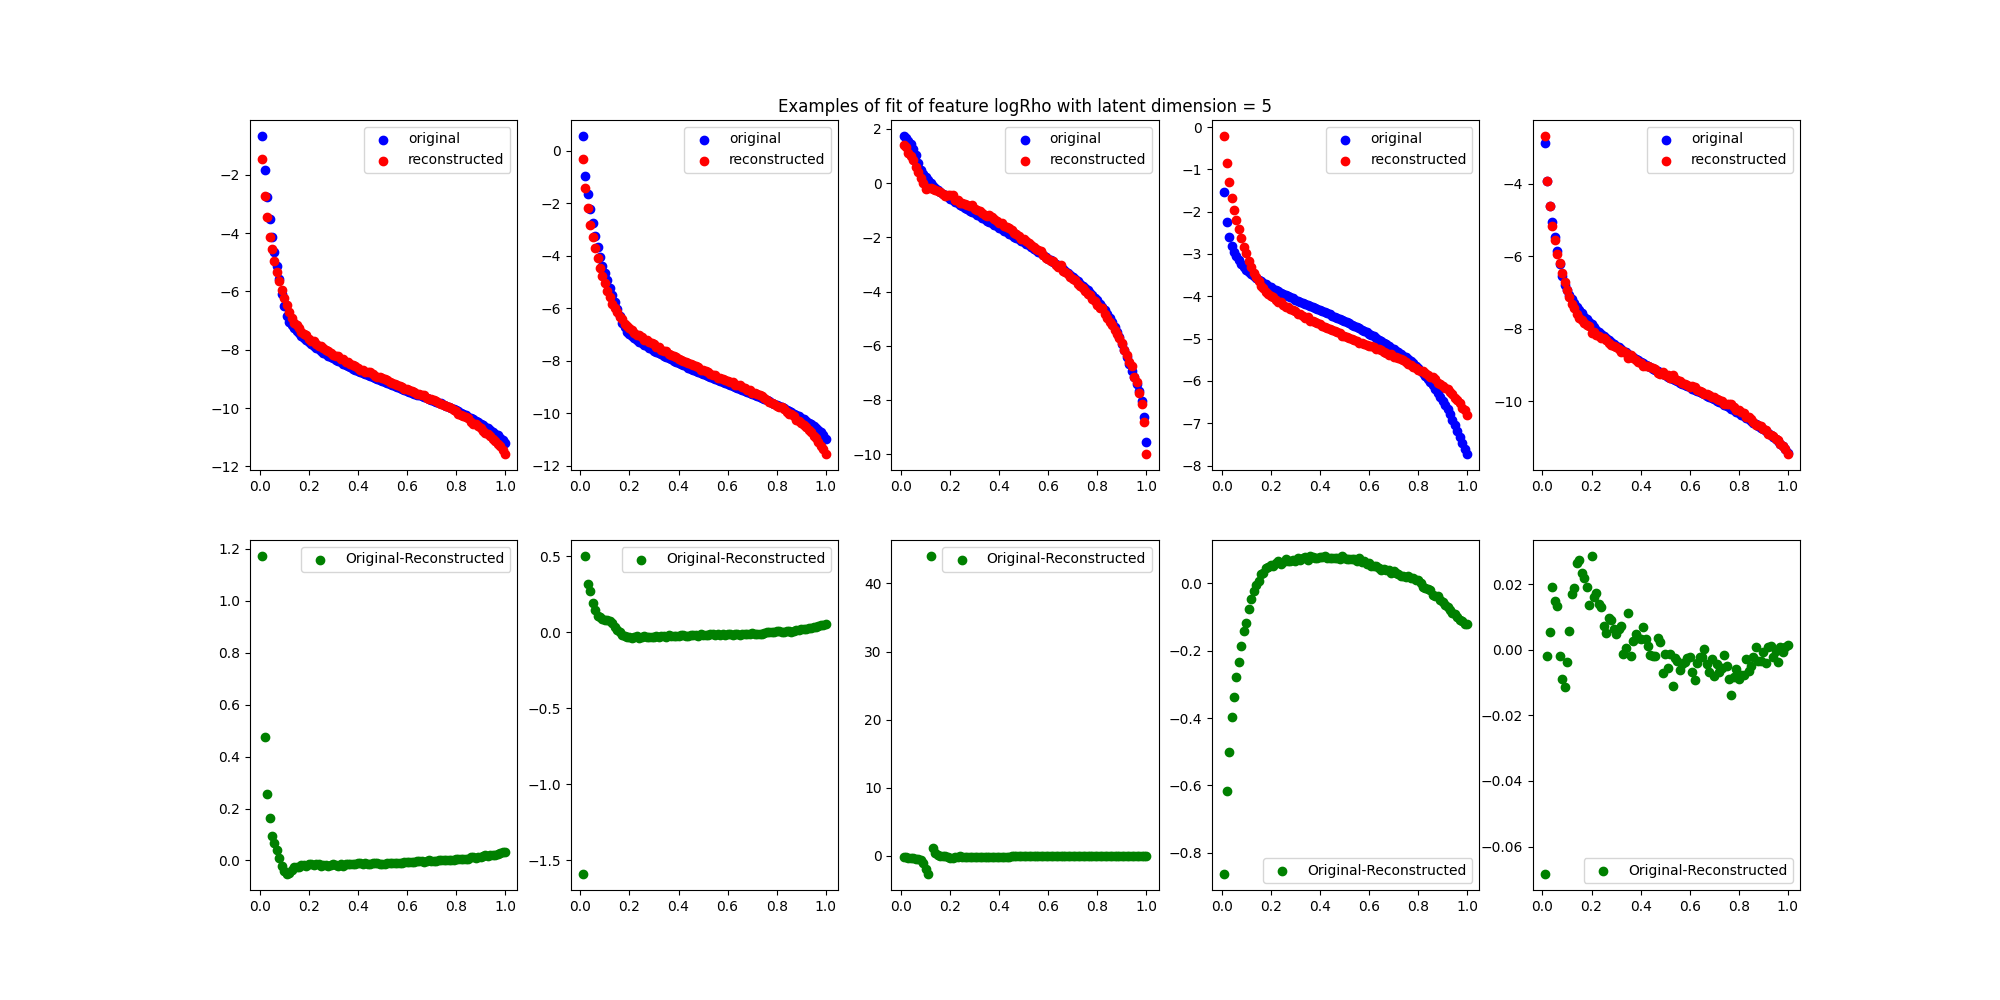 Examples of fit of feature logRho with latent dimension = 5
original
reconstructed
−2
−4
−6
−8
−10
−12
0.0 0.2 0.4 0.6 0.8 1.0
original
reconstructed
0
−2
−4
−6
−8
−10
−12
0.0 0.2 0.4 0.6 0.8 1.0
original
reconstructed
2
0
−2
−4
−6
−8
−10
0.0 0.2 0.4 0.6 0.8 1.0
original
reconstructed
0
−1
−2
−3
−4
−5
−6
−7
−8
0.0 0.2 0.4 0.6 0.8 1.0
original
reconstructed
−4
−6
−8
−10
0.0 0.2 0.4 0.6 0.8 1.0
Original-Reconstructed
1.2
1.0
0.8
0.6
0.4
0.2
0.0
0.0 0.2 0.4 0.6 0.8 1.0
Original-Reconstructed
0.5
0.0
−0.5
−1.0
−1.5
0.0 0.2 0.4 0.6 0.8 1.0
Original-Reconstructed
40
30
20
10
0
0.0 0.2 0.4 0.6 0.8 1.0
0.0
−0.2
−0.4
−0.6
−0.8
Original-Reconstructed
0.0 0.2 0.4 0.6 0.8 1.0
0.02
0.00
−0.02
−0.04
−0.06
Original-Reconstructed
0.0 0.2 0.4 0.6 0.8 1.0